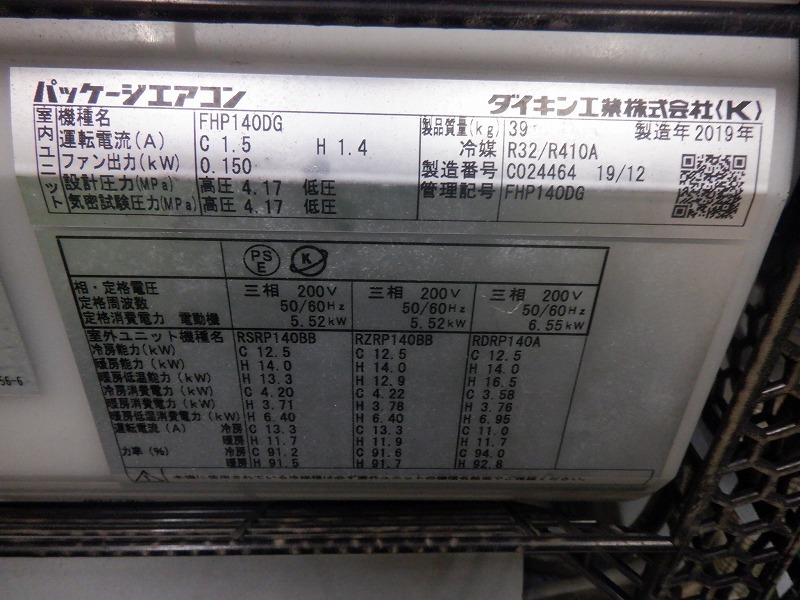 パッケージエアコン ダイキン工業株式会社〈K〉
室内ユニット
機種名 FHP140DG
運転電流(A) C 1.5 H 1.4
ファン出力(kW) 0.150
設計圧力(MPa) 高圧 4.17 低圧
気密試験圧力(MPa) 高圧 4.17 低圧
製品質量(kg) 39 製造年 2019年
冷媒 R32/R410A
製造番号 C024464 19/12
管理記号 FHP140DG
PS
E
K
相・定格電圧 三相 200V 三相 200V 三相 200V
定格周波数 50/60Hz 50/60Hz 50/60Hz
定格消費電力 電動機 5.52kW 5.52kW 6.55kW
室外ユニット機種名 RSRP140BB RZRP140BB RDRP140A
冷房能力(kW) C 12.5 C 12.5 C 12.5
暖房能力(kW) H 14.0 H 14.0 H 14.0
暖房低温能力(kW) H 13.3 H 12.9 H 16.5
冷房消費電力(kW) C 4.20 C 4.22 C 3.58
暖房消費電力(kW) H 3.71 H 3.78 H 3.76
暖房低温消費電力(kW) H 6.40 H 6.40 H 6.95
運転電流(A) 冷房 C 13.3 C 13.3 C 11.0
暖房 H 11.7 H 11.9 H 11.7
力率(%) 冷房 C 91.2 C 91.6 C 94.0
暖房 H 91.5 H 91.7 H 92.8
56-6